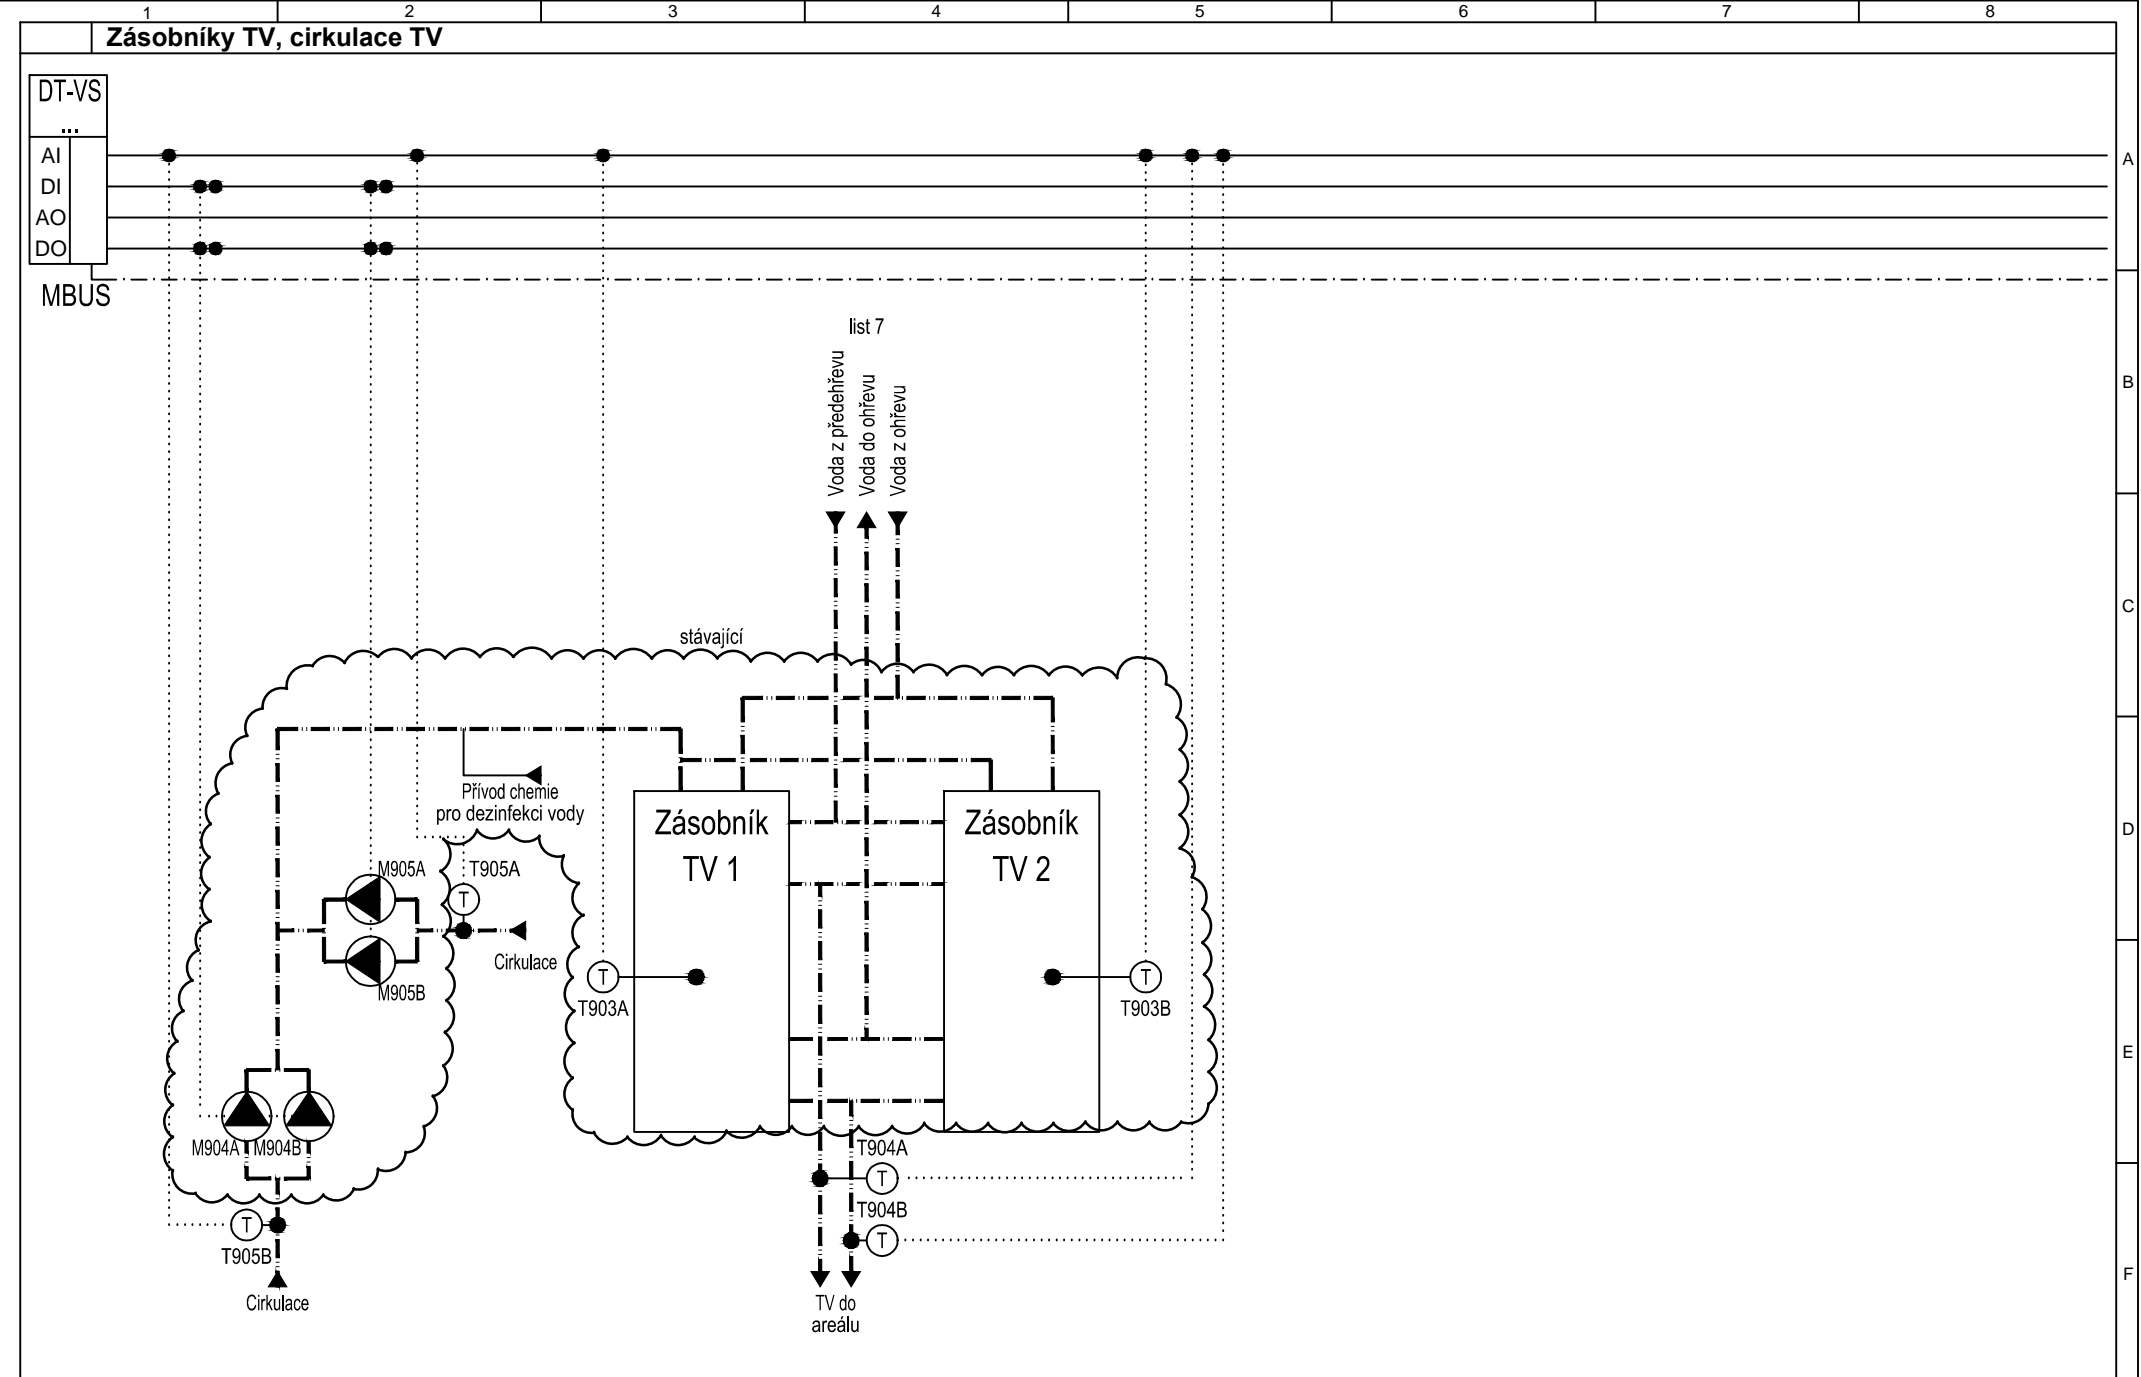 1 2 3 4 5 6 7 8
Zásobníky TV, cirkulace TV
DT-VS
...
AI
DI
AO
DO
MBUS
A
B
C
D
E
F
list 7
Voda z předehřevu
Voda do ohřevu
Voda z ohřevu
stávající
Přívod chemie
pro dezinfekci vody
Zásobník
TV 1
Zásobník
TV 2
M905A
T905A
T
M905B
Cirkulace
T
T903A
T
T903B
M904A
M904B
T904A
T
T904B
T
T
T905B
Cirkulace
TV do
areálu